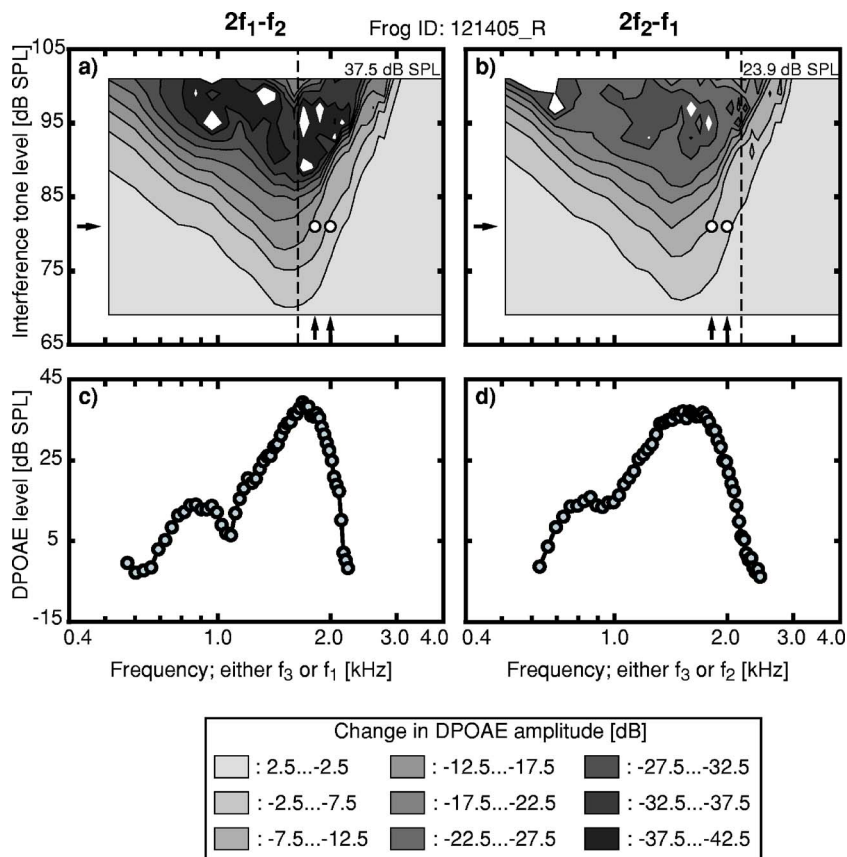 2f₁-f₂ Frog ID: 121405_R 2f₂-f₁
a) 37.5 dB SPL
b) 23.9 dB SPL
Interference tone level [dB SPL]
105
95
85
75
65
c)
d)
DPOAE level [dB SPL]
45
25
5
-15
0.4 1.0 2.0 3.0 4.0
0.4 1.0 2.0 3.0 4.0
Frequency; either f₃ or f₁ [kHz]
Frequency; either f₃ or f₂ [kHz]
Change in DPOAE amplitude [dB]
: 2.5...-2.5 : -12.5...-17.5 : -27.5...-32.5
: -2.5...-7.5 : -17.5...-22.5 : -32.5...-37.5
: -7.5...-12.5 : -22.5...-27.5 : -37.5...-42.5